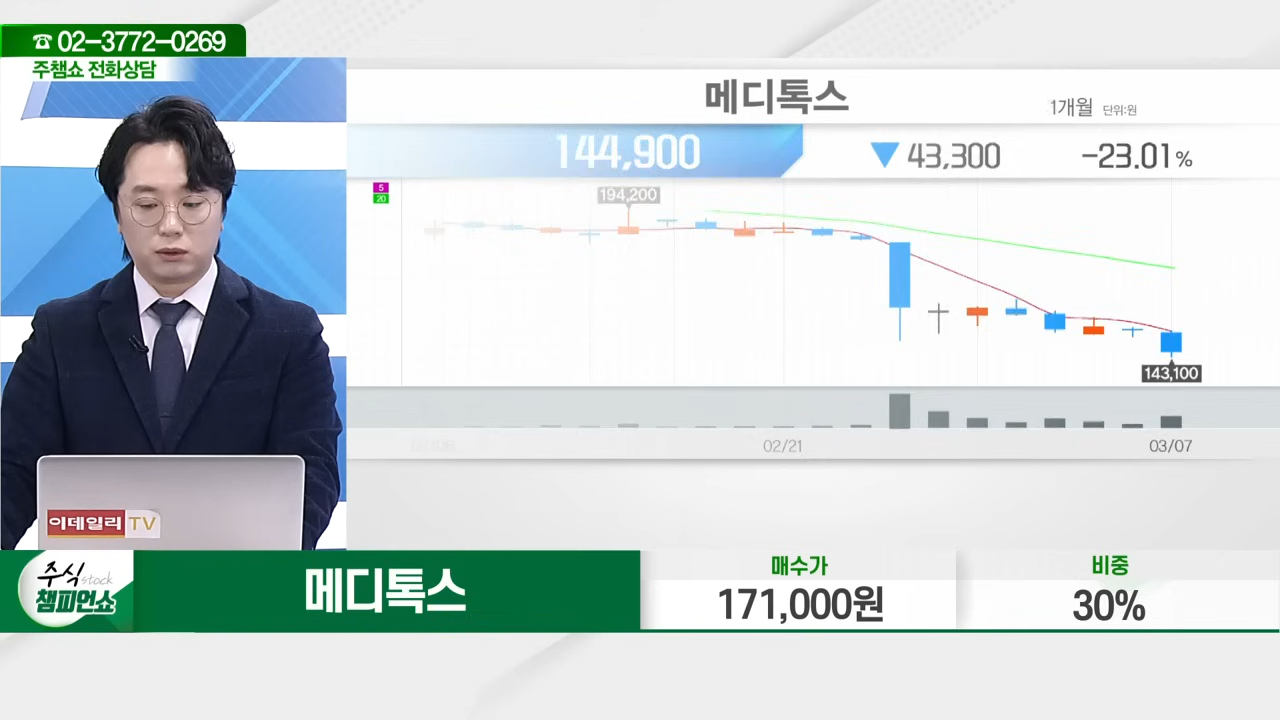 ☎ 02-3772-0269
주챔쇼 전화상담
메디톡스
1개월 단위:원
144,900
▼ 43,300
-23.01%
5
20
194,200
143,100
02/21
03/07
이데일리 TV
주식 stock
챔피언쇼
메디톡스
매수가
171,000원
비중
30%